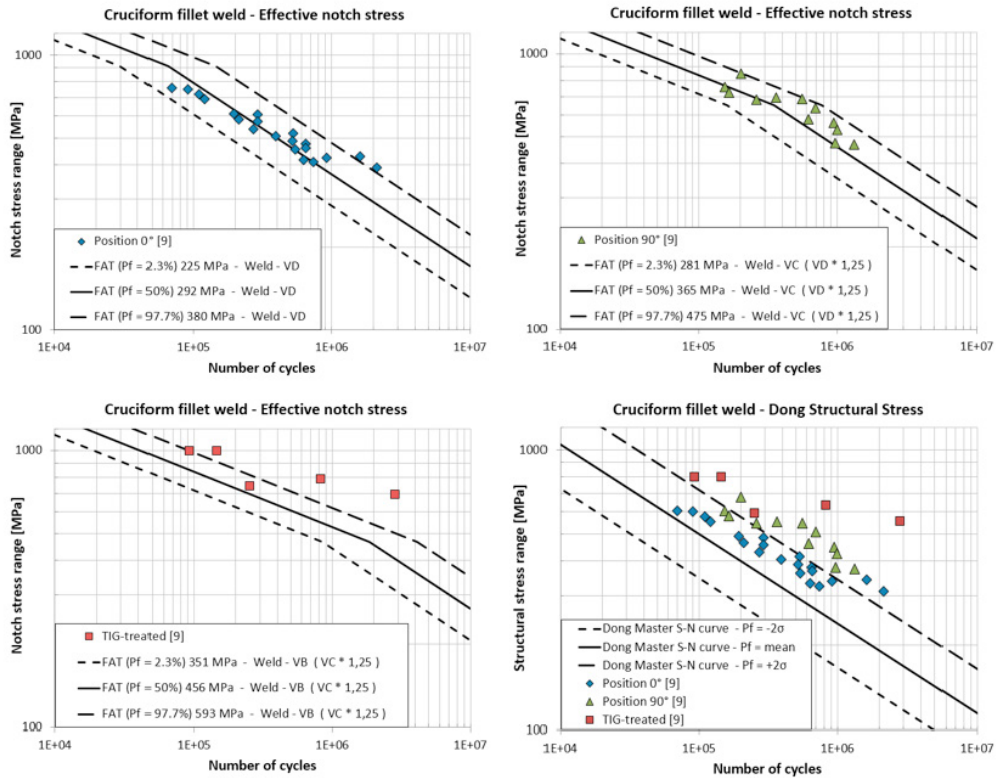 Cruciform fillet weld - Effective notch stress
1000
100
Notch stress range [MPa]
Position 0° [9]
FAT (Pf = 2.3%) 225 MPa - Weld - VD
FAT (Pf = 50%) 292 MPa - Weld - VD
FAT (Pf = 97.7%) 380 MPa - Weld - VD
1E+04 1E+05 1E+06 1E+07
Number of cycles
Cruciform fillet weld - Effective notch stress
1000
100
Notch stress range [MPa]
Position 90° [9]
FAT (Pf = 2.3%) 281 MPa - Weld - VC ( VD * 1,25 )
FAT (Pf = 50%) 365 MPa - Weld - VC ( VD * 1,25 )
FAT (Pf = 97.7%) 475 MPa - Weld - VC ( VD * 1,25 )
1E+04 1E+05 1E+06 1E+07
Number of cycles
Cruciform fillet weld - Effective notch stress
1000
100
Notch stress range [MPa]
TIG-treated [9]
FAT (Pf = 2.3%) 351 MPa - Weld - VB ( VC * 1,25 )
FAT (Pf = 50%) 456 MPa - Weld - VB ( VC * 1,25 )
FAT (Pf = 97.7%) 593 MPa - Weld - VB ( VC * 1,25 )
1E+04 1E+05 1E+06 1E+07
Number of cycles
Cruciform fillet weld - Dong Structural Stress
1000
100
Structural stress range [MPa]
Dong Master S-N curve - Pf = -2σ
Dong Master S-N curve - Pf = mean
Dong Master S-N curve - Pf = +2σ
Position 0° [9]
Position 90° [9]
TIG-treated [9]
1E+04 1E+05 1E+06 1E+07
Number of cycles